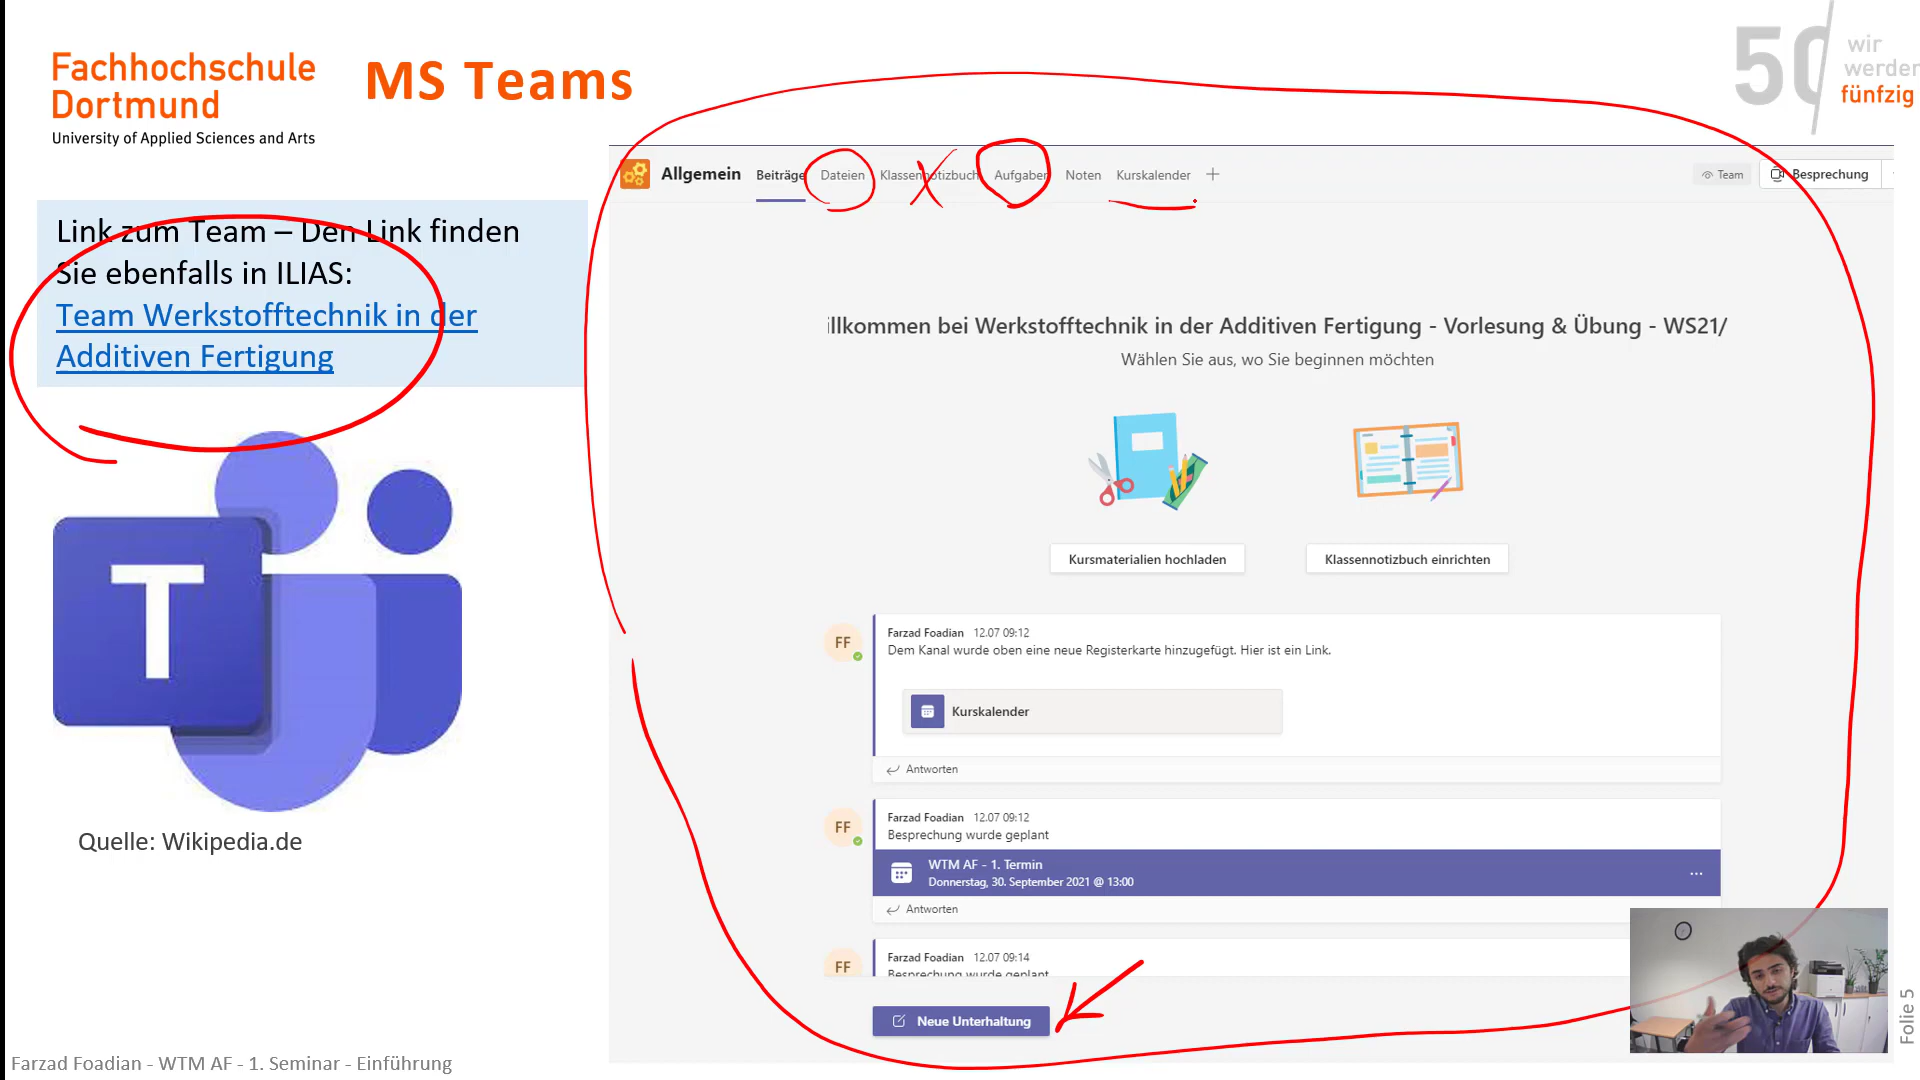 Fachhochschule
Dortmund
University of Applied Sciences and Arts
MS Teams
50
wir
werden
fünfzig
Link zum Team – Den Link finden
Sie ebenfalls in ILIAS:
Team Werkstofftechnik in der
Additiven Fertigung
T
Quelle: Wikipedia.de
Allgemein Beiträge Dateien Klassennotizbuch Aufgaben Noten Kurskalender +
Team Besprechung
illkommen bei Werkstofftechnik in der Additiven Fertigung - Vorlesung & Übung - WS21/
Wählen Sie aus, wo Sie beginnen möchten
Kursmaterialien hochladen
Klassennotizbuch einrichten
FF
Farzad Foadian 12.07 09:12
Dem Kanal wurde oben eine neue Registerkarte hinzugefügt. Hier ist ein Link.
Kurskalender
Antworten
FF
Farzad Foadian 12.07 09:12
Besprechung wurde geplant
WTM AF - 1. Termin
Donnerstag, 30. September 2021 @ 13:00
...
Antworten
FF
Farzad Foadian 12.07 09:14
Besprechung wurde geplant
Neue Unterhaltung
Farzad Foadian - WTM AF - 1. Seminar - Einführung
Folie 5